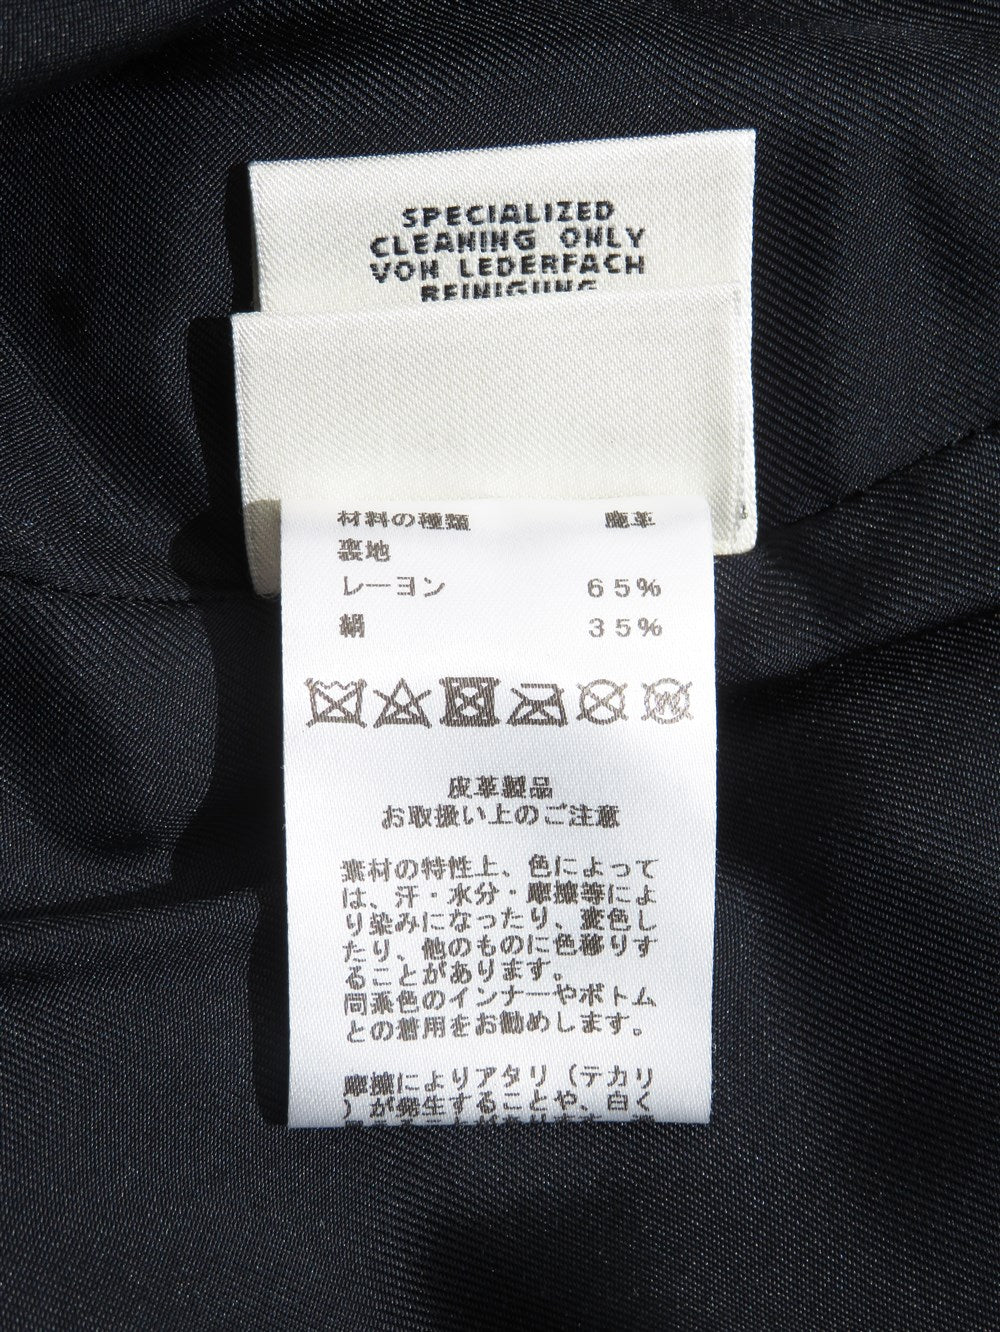 SPECIALIZED
CLEANING ONLY
VON LEDERFACH
REINIGUNG
材料の種類 鹿革
裏地
レーヨン 65%
絹 35%
W
皮革製品
お取扱い上のご注意
素材の特性上、色によって
は、汗・水分・摩擦等によ
り染みになったり、変色し
たり、他のものに色移りす
ることがあります。
同系色のインナーやボトム
との着用をお勧めします。
摩擦によりアタリ（テカリ
）が発生することや、白く